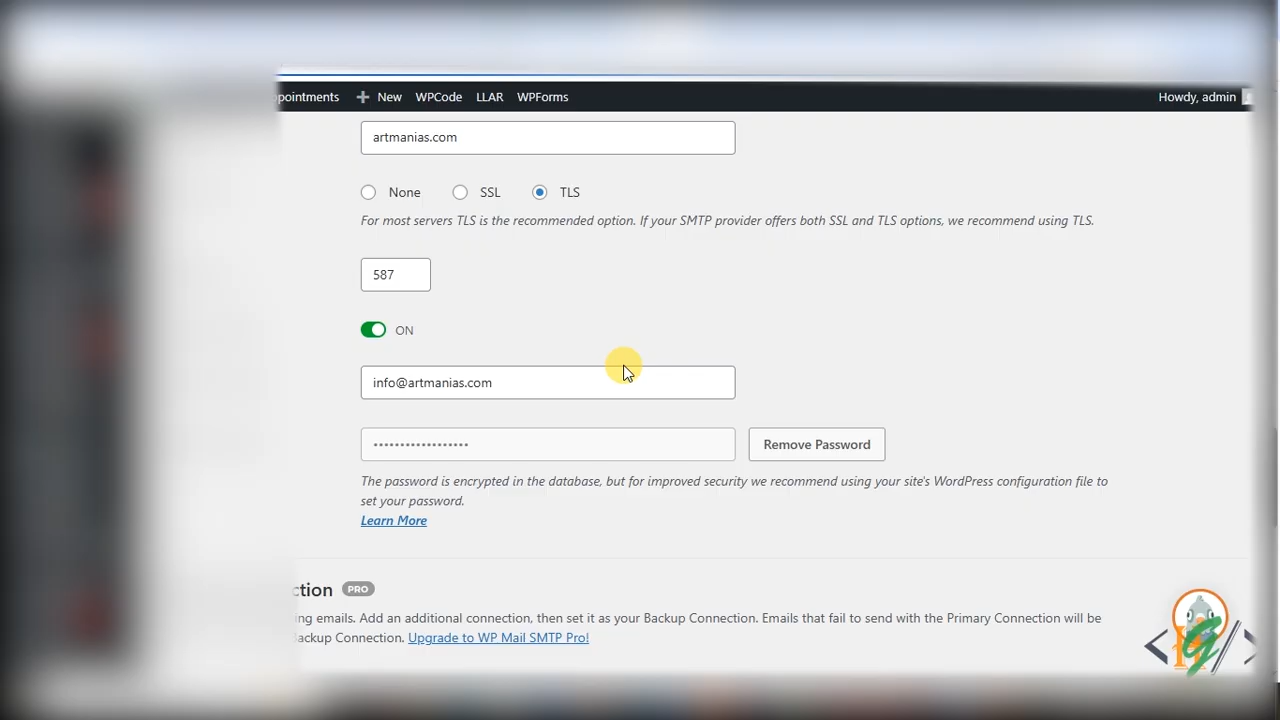 New WPCode LLAR WPForms Howdy, admin
artmanias.com
None SSL TLS
For most servers TLS is the recommended option. If your SMTP provider offers both SSL and TLS options, we recommend using TLS.
587
ON
info@artmanias.com
••••••••••••••••••
Remove Password
The password is encrypted in the database, but for improved security we recommend using your site's WordPress configuration file to
set your password.
Learn More
PRO
emails. Add an additional connection, then set it as your Backup Connection. Emails that fail to send with the Primary Connection will be
Connection. Upgrade to WP Mail SMTP Pro!